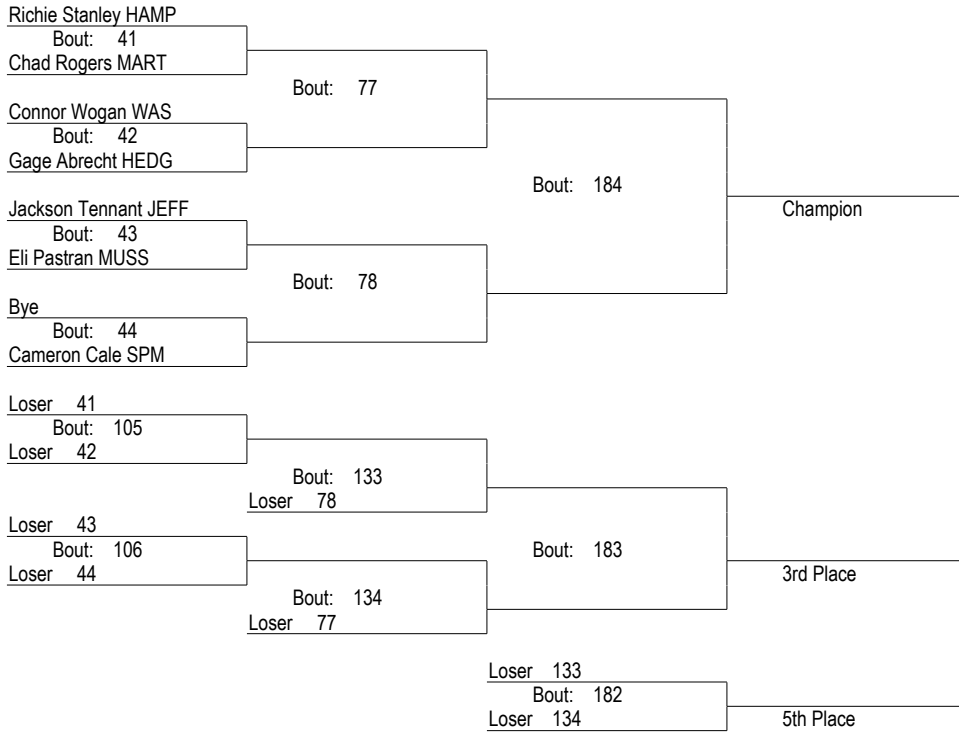 Richie Stanley HAMP
Bout: 41
Chad Rogers MART
Bout: 77
Connor Wogan WAS
Bout: 42
Gage Abrecht HEDG
Bout: 184
Jackson Tennant JEFF
Champion
Bout: 43
Eli Pastran MUSS
Bout: 78
Bye
Bout: 44
Cameron Cale SPM
Loser 41
Bout: 105
Loser 42
Bout: 133
Loser 78
Loser 43
Bout: 106
Bout: 183
Loser 44
3rd Place
Bout: 134
Loser 77
Loser 133
Bout: 182
Loser 134
5th Place